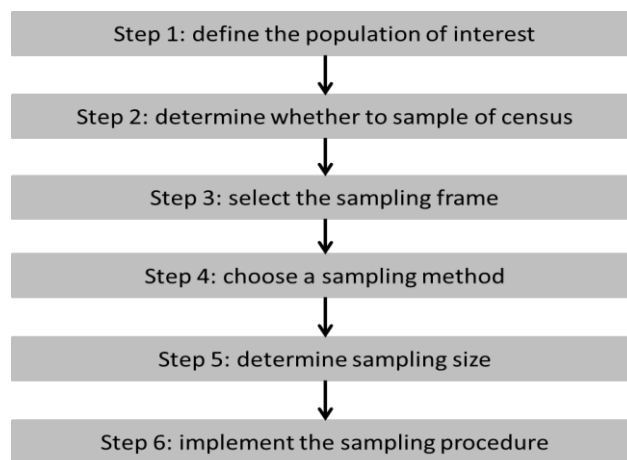 Step 1: define the population of interest
Step 2: determine whether to sample of census
Step 3: select the sampling frame
Step 4: choose a sampling method
Step 5: determine sampling size
Step 6: implement the sampling procedure